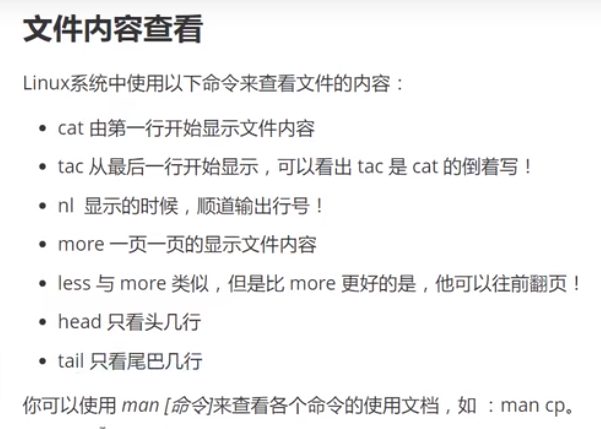 文件内容查看
Linux系统中使用以下命令来查看文件的内容：
• cat 由第一行开始显示文件内容
• tac 从最后一行开始显示，可以看出 tac 是 cat 的倒着写！
• nl 显示的时候，顺道输出行号！
• more 一页一页的显示文件内容
• less 与 more 类似，但是比 more 更好的是，他可以往前翻页！
• head 只看头几行
• tail 只看尾巴几行
你可以使用 man [命令]来查看各个命令的使用文档，如 ：man cp。